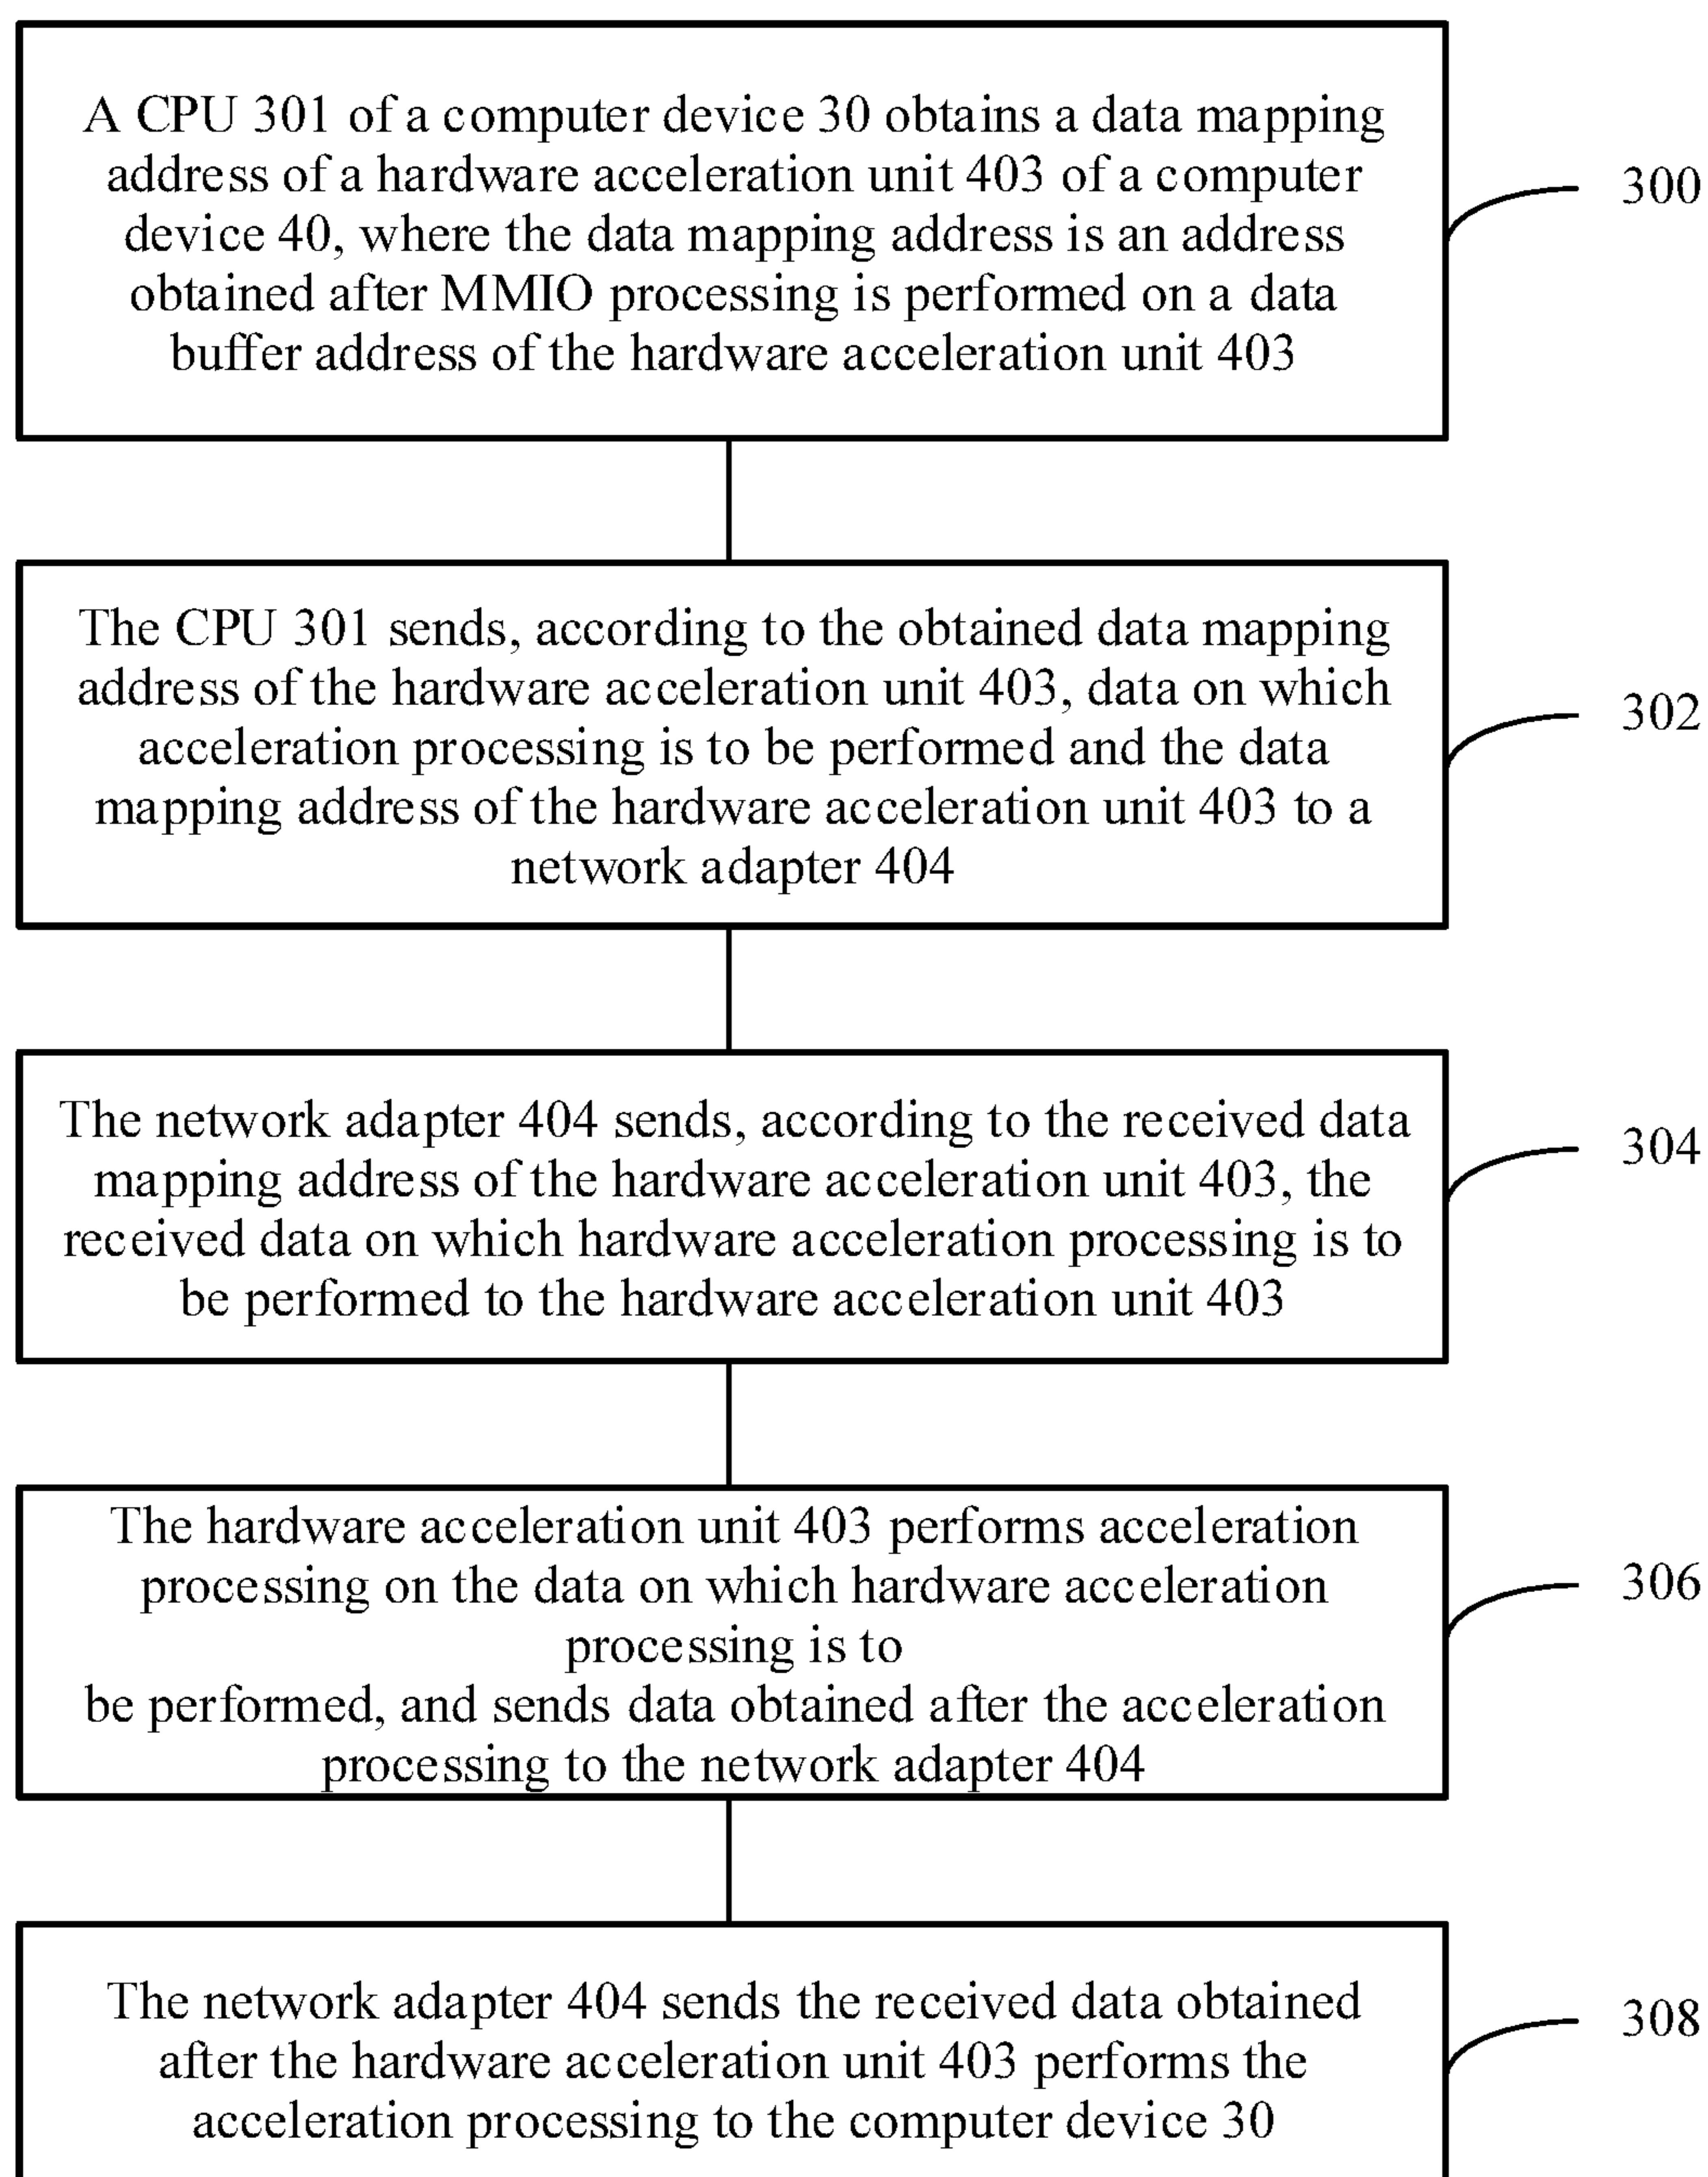 A CPU 301 of a computer device 30 obtains a data mapping
address of a hardware acceleration unit 403 of a computer
device 40, where the data mapping address is an address
obtained after MMIO processing is performed on a data
buffer address of the hardware acceleration unit 403
300
The CPU 301 sends, according to the obtained data mapping
address of the hardware acceleration unit 403, data on which
acceleration processing is to be performed and the data
mapping address of the hardware acceleration unit 403 to a
network adapter 404
302
The network adapter 404 sends, according to the received data
mapping address of the hardware acceleration unit 403, the
received data on which hardware acceleration processing is to
be performed to the hardware acceleration unit 403
304
The hardware acceleration unit 403 performs acceleration
processing on the data on which hardware acceleration
processing is to
be performed, and sends data obtained after the acceleration
processing to the network adapter 404
306
The network adapter 404 sends the received data obtained
after the hardware acceleration unit 403 performs the
acceleration processing to the computer device 30
308